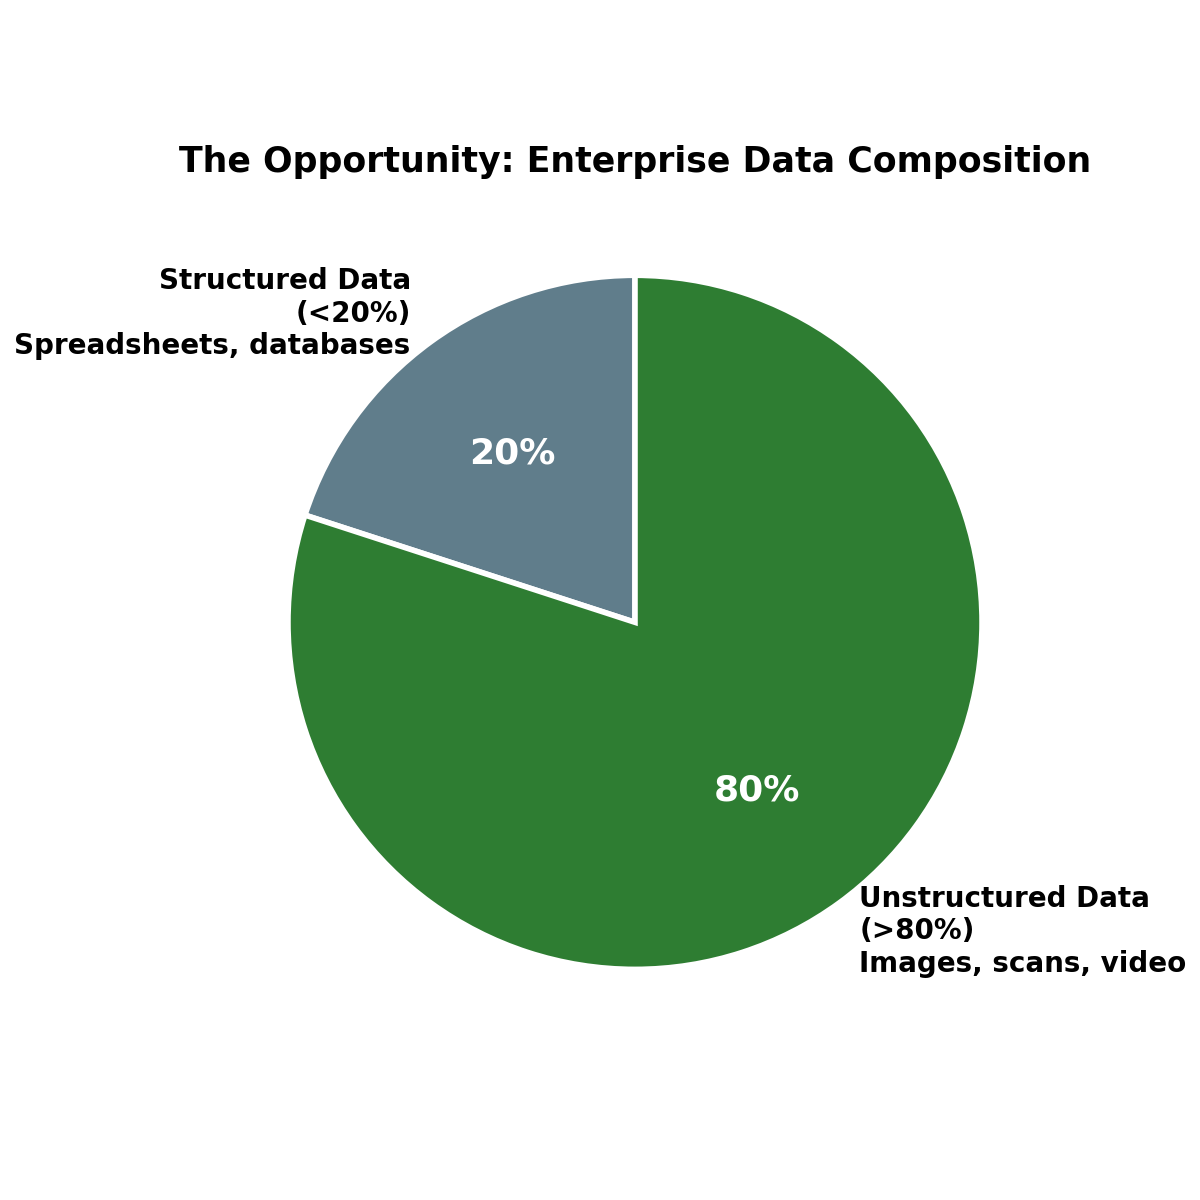 The Opportunity: Enterprise Data Composition
Structured Data
(<20%)
Spreadsheets, databases
20%
80%
Unstructured Data
(>80%)
Images, scans, video